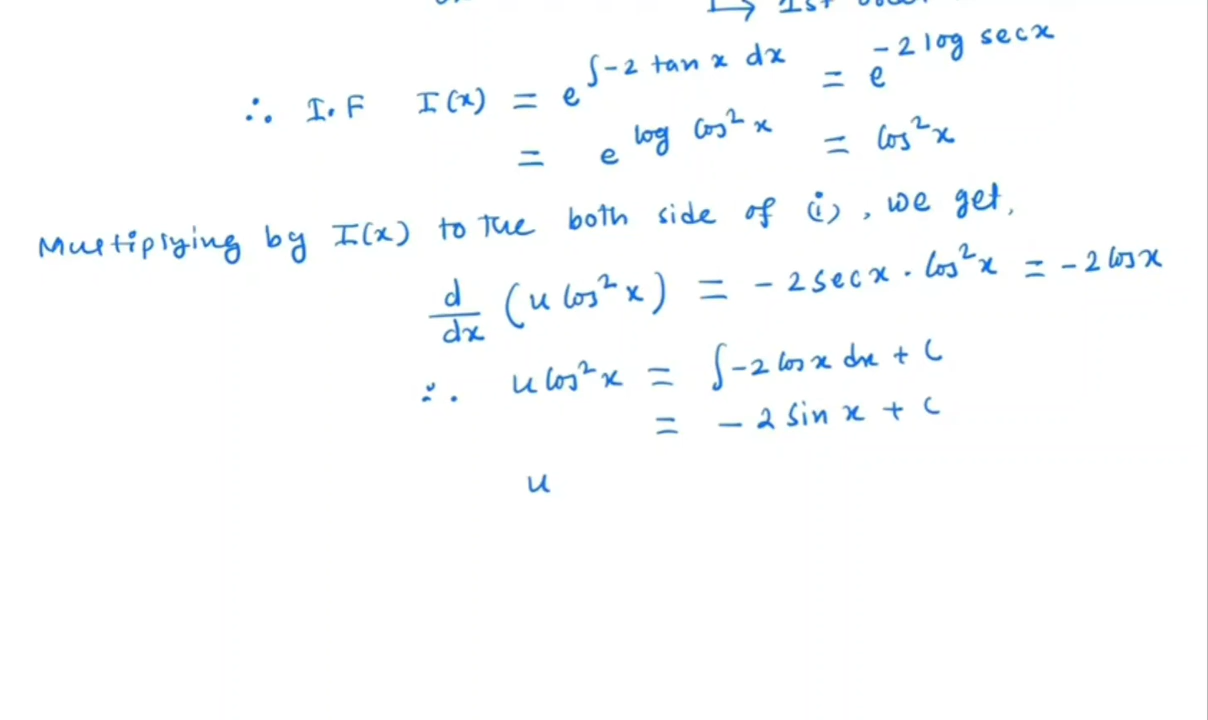 ∴ I.F I(x) = e^{∫-2 tan x dx} = e^{-2 log sec x}
= e^{log cos² x} = cos² x
Multiplying by I(x) to the both side of (i), we get,
d/dx (u cos² x) = - 2 sec x · cos² x = - 2 cos x
∴ u cos² x = ∫-2 cos x dx + C
= - 2 sin x + C
u